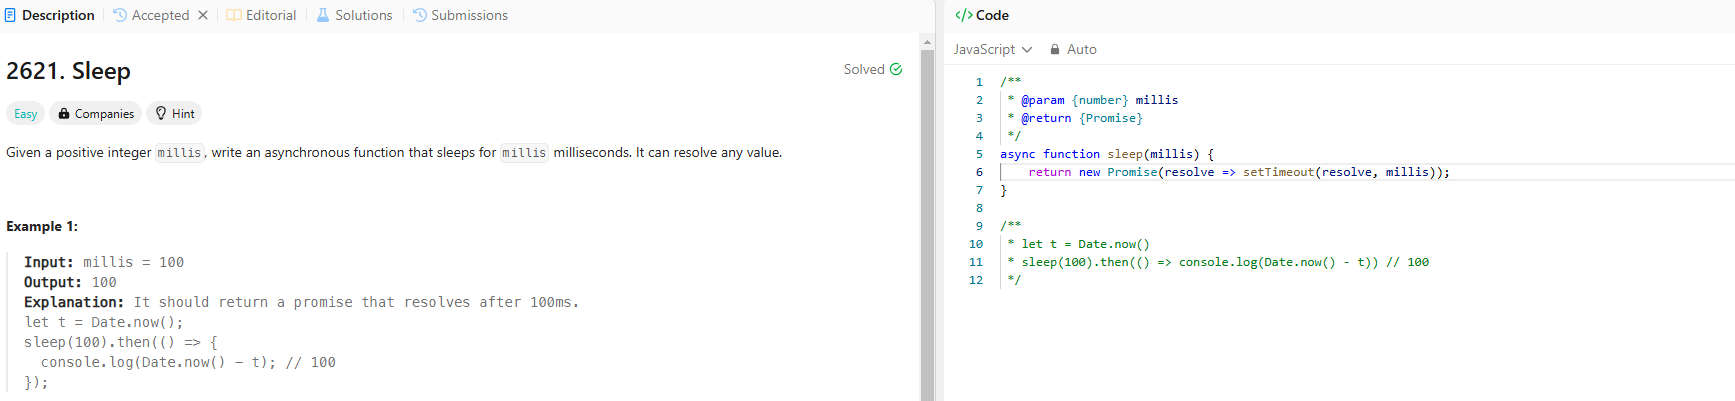 Description Accepted Editorial Solutions Submissions
2621. Sleep
Solved
Easy Companies Hint
Given a positive integer millis, write an asynchronous function that sleeps for millis milliseconds. It can resolve any value.
Example 1:
Input: millis = 100
Output: 100
Explanation: It should return a promise that resolves after 100ms.
let t = Date.now();
sleep(100).then(() => {
  console.log(Date.now() - t); // 100
});
</> Code
JavaScript Auto
1 /**
2  * @param {number} millis
3  * @return {Promise}
4  */
5 async function sleep(millis) {
6     return new Promise(resolve => setTimeout(resolve, millis));
7 }
8
9 /**
10  * let t = Date.now()
11  * sleep(100).then(() => console.log(Date.now() - t)) // 100
12  */